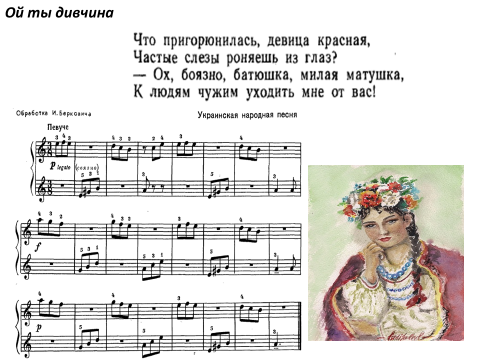 Ой ты дивчина
Что пригорюнилась, девица красная,
Частые слезы роняешь из глаз?
— Ох, боязно, батюшка, милая матушка,
К людям чужим уходить мне от вас!
Обработка И. Берковича
Украинская народная песня
Певуче
p legato
f
p